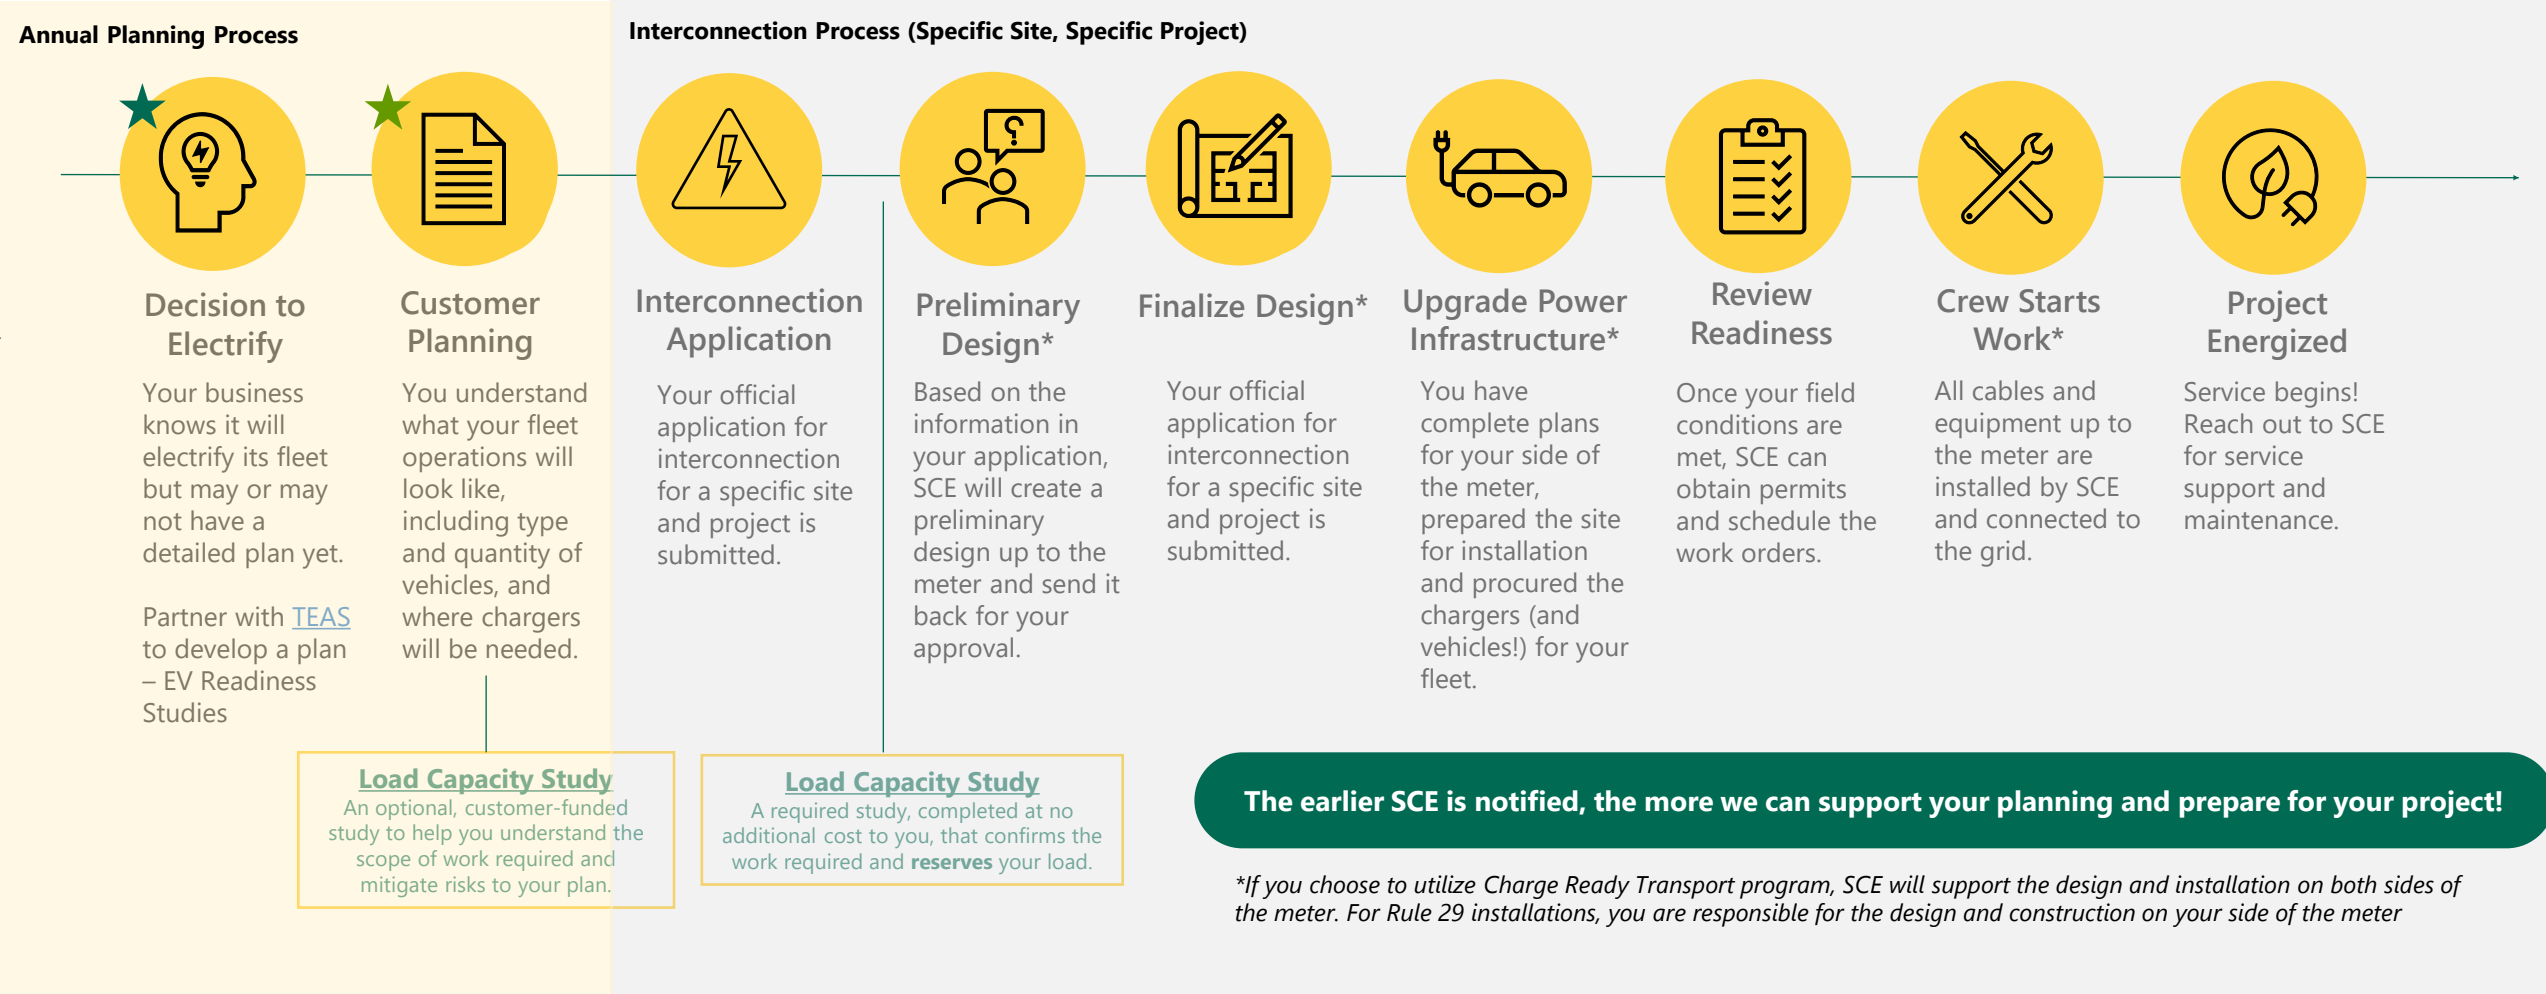 Annual Planning Process
Interconnection Process (Specific Site, Specific Project)
Decision to
Electrify
Your business
knows it will
electrify its fleet
but may or may
not have a
detailed plan yet.
Partner with TEAS
to develop a plan
– EV Readiness
Studies
Customer
Planning
You understand
what your fleet
operations will
look like,
including type
and quantity of
vehicles, and
where chargers
will be needed.
Load Capacity Study
An optional, customer-funded
study to help you understand the
scope of work required and
mitigate risks to your plan.
Interconnection
Application
Your official
application for
interconnection
for a specific site
and project is
submitted.
Load Capacity Study
A required study, completed at no
additional cost to you, that confirms the
work required and reserves your load.
?
Preliminary
Design*
Based on the
information in
your application,
SCE will create a
preliminary
design up to the
meter and send it
back for your
approval.
Finalize Design*
Your official
application for
interconnection
for a specific site
and project is
submitted.
Upgrade Power
Infrastructure*
You have
complete plans
for your side of
the meter,
prepared the site
for installation
and procured the
chargers (and
vehicles!) for your
fleet.
Review
Readiness
Once your field
conditions are
met, SCE can
obtain permits
and schedule the
work orders.
Crew Starts
Work*
All cables and
equipment up to
the meter are
installed by SCE
and connected to
the grid.
Project
Energized
Service begins!
Reach out to SCE
for service
support and
maintenance.
The earlier SCE is notified, the more we can support your planning and prepare for your project!
*If you choose to utilize Charge Ready Transport program, SCE will support the design and installation on both sides of
the meter. For Rule 29 installations, you are responsible for the design and construction on your side of the meter